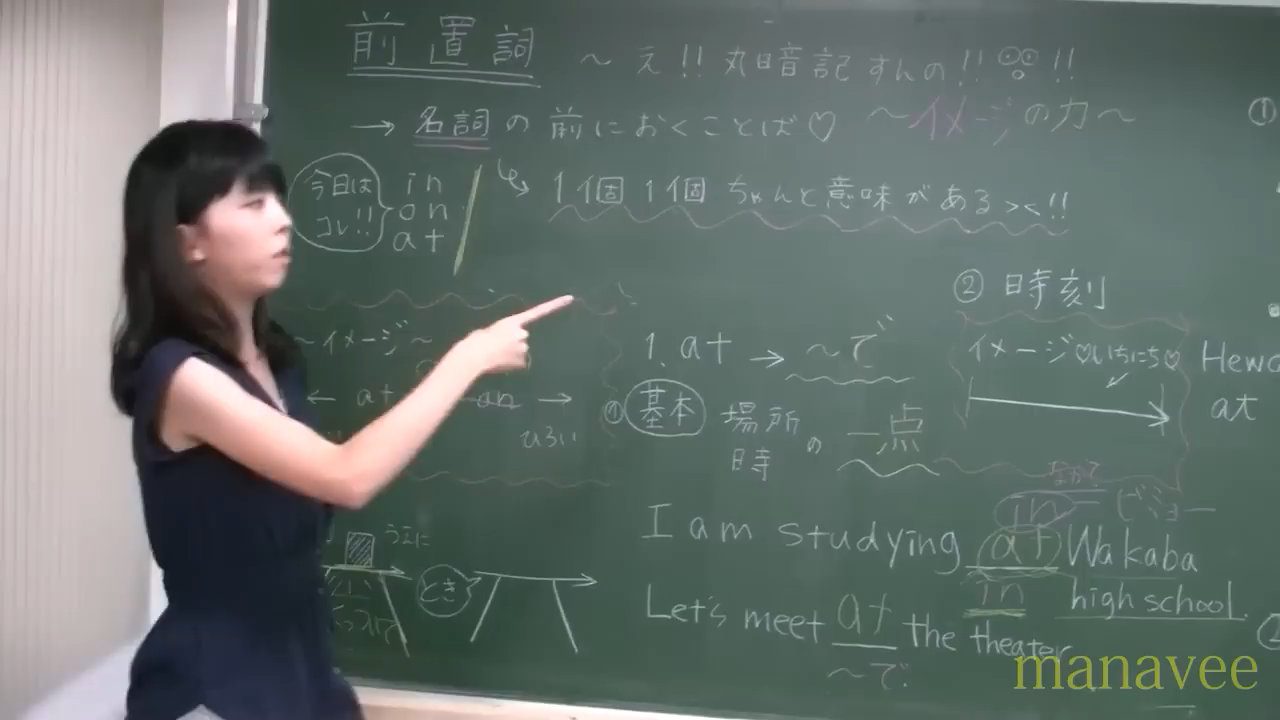 前置詞 ～え!!丸暗記すんの!! !!
→ 名詞の前におくことば♡ ～イメージの力～
①
今日は
コレ!!
in
on
at
1個1個ちゃんと意味がある><!!
～イメージ～
← at on →
ひろい
うえに
とき
1. at → ～で
① 基本 場所 時 の 一点
② 時刻
イメージ♡いちにち♡
at
ながで
in ビミョー
I am studying at Wakaba
in high school.
Let's meet at the theater
～で
manavee